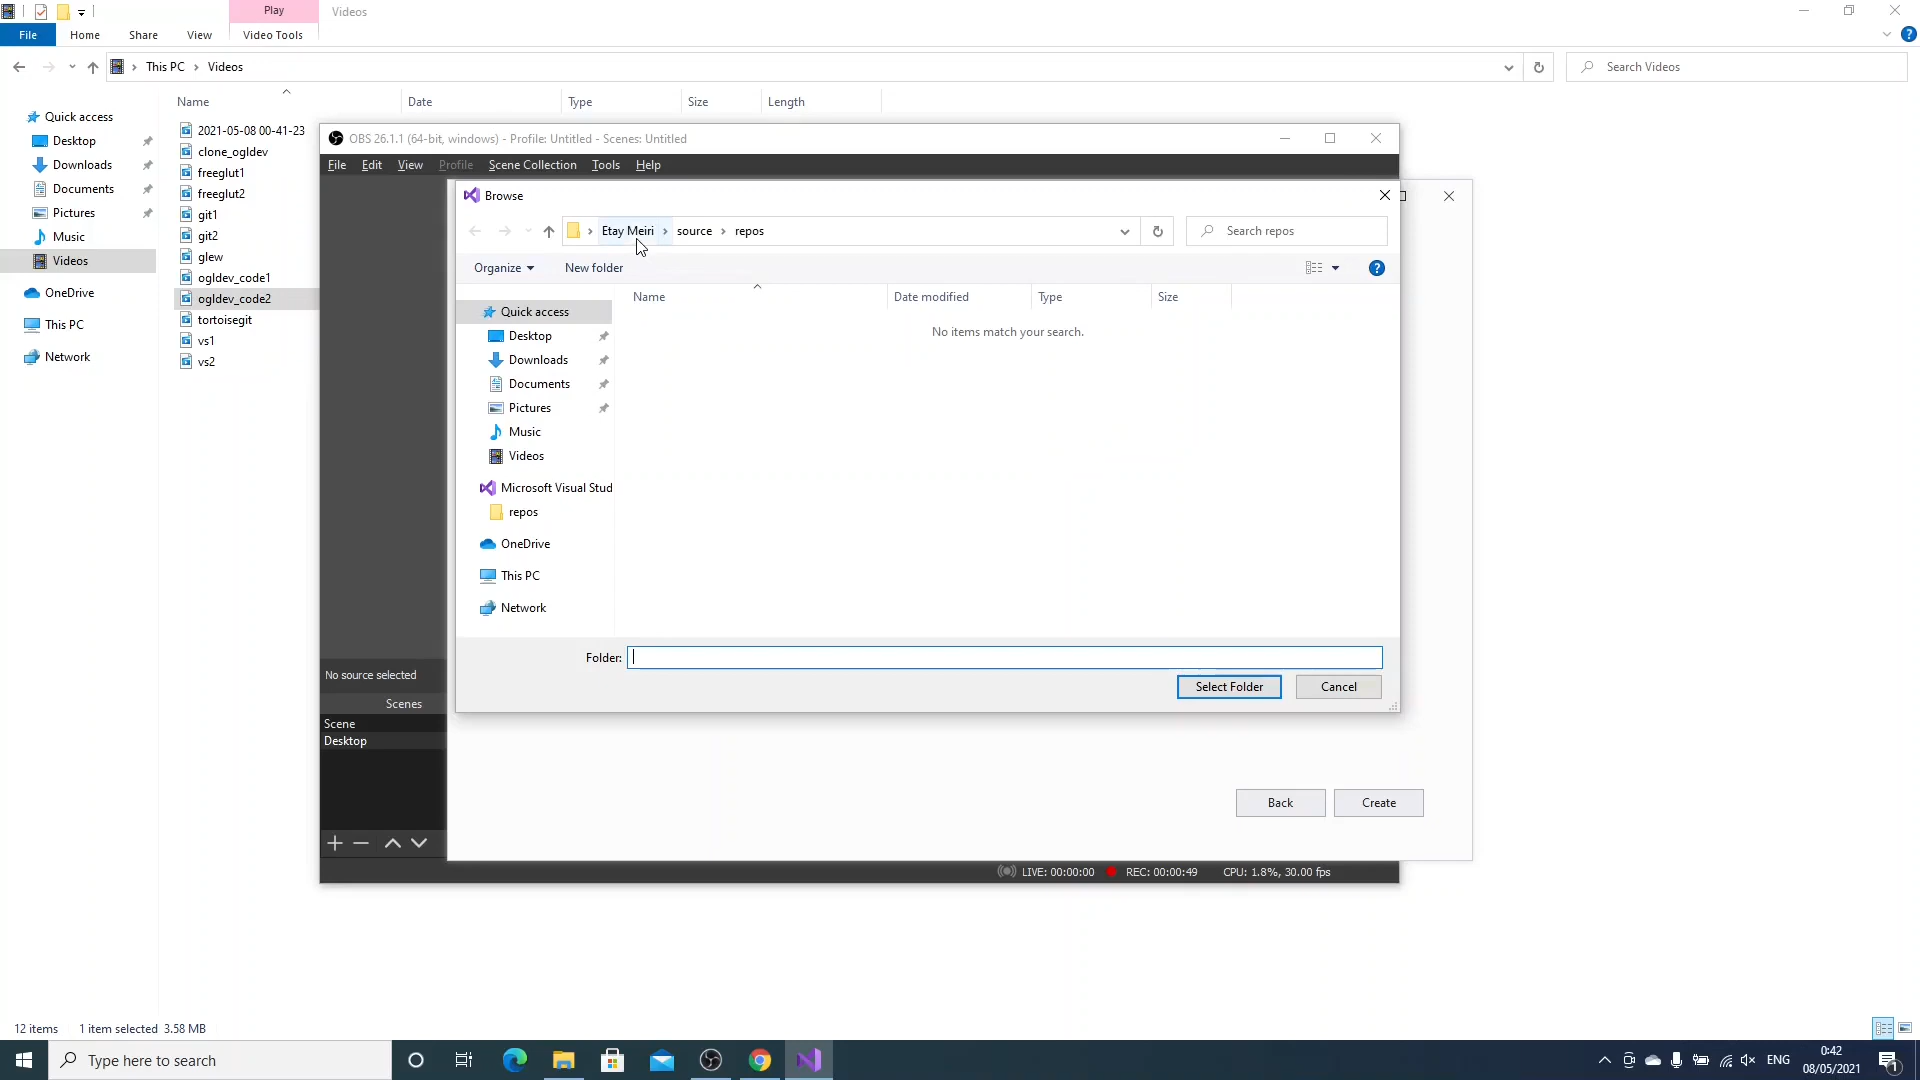 Play
Videos
File
Home
Share
View
Video Tools
This PC
Videos
Search Videos
Name
Date
Type
Size
Length
Quick access
Desktop
Downloads
Documents
Pictures
Music
Videos
OneDrive
This PC
Network
2021-05-08 00-41-23
clone_ogldev
freeglut1
freeglut2
git1
git2
glew
ogldev_code1
ogldev_code2
tortoisegit
vs1
vs2
OBS 26.1.1 (64-bit, windows) - Profile: Untitled - Scenes: Untitled
File
Edit
View
Profile
Scene Collection
Tools
Help
Browse
Etay Meiri
source
repos
Search repos
Organize
New folder
Name
Date modified
Type
Size
No items match your search.
Quick access
Desktop
Downloads
Documents
Pictures
Music
Videos
Microsoft Visual Stud
repos
OneDrive
This PC
Network
Folder:
Select Folder
Cancel
No source selected
Scenes
Scene
Desktop
Back
Create
LIVE: 00:00:00
REC: 00:00:49
CPU: 1.8%, 30.00 fps
12 items
1 item selected 3.58 MB
Type here to search
ENG
0:42
08/05/2021
1